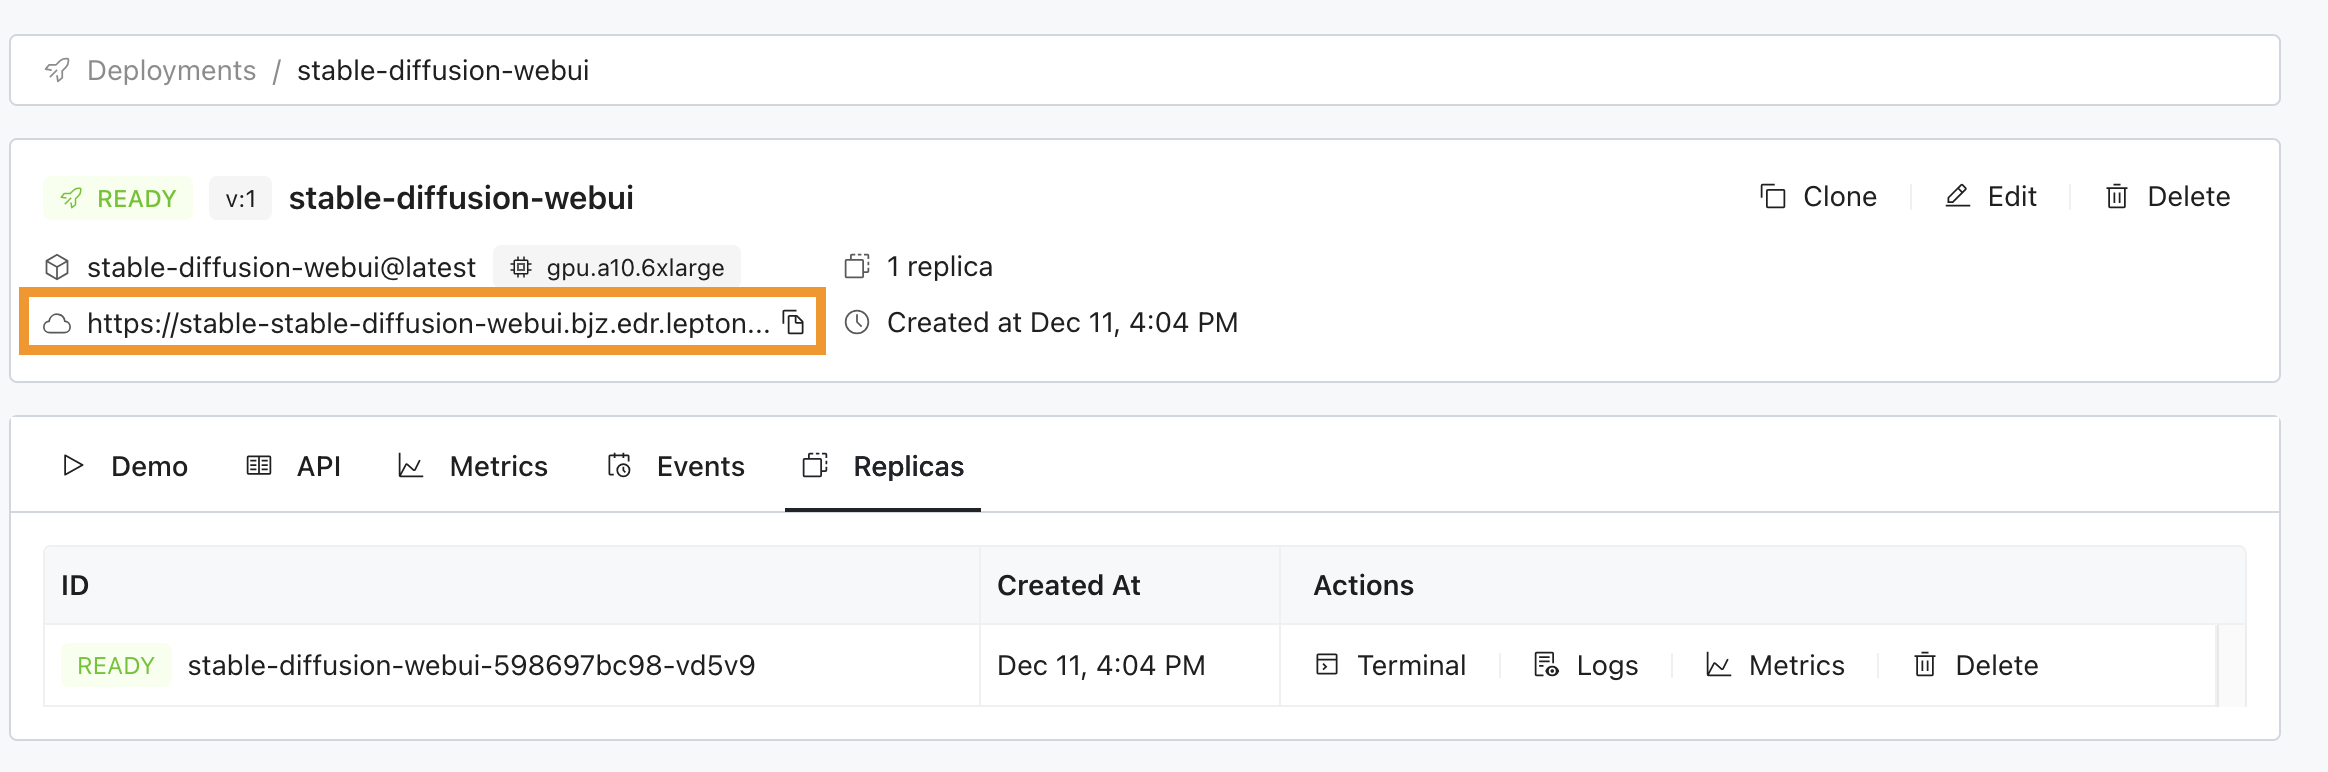 Deployments / stable-diffusion-webui
READY v:1 stable-diffusion-webui Clone Edit Delete
stable-diffusion-webui@latest gpu.a10.6xlarge 1 replica
https://stable-stable-diffusion-webui.bjz.edr.lepton... Created at Dec 11, 4:04 PM
Demo API Metrics Events Replicas
ID Created At Actions
READY stable-diffusion-webui-598697bc98-vd5v9 Dec 11, 4:04 PM Terminal Logs Metrics Delete